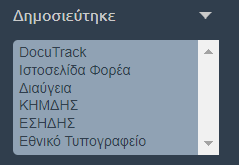 Δημοσιεύτηκε
DocuTrack
Ιστοσελίδα Φορέα
Διαύγεια
ΚΗΜΔΗΣ
ΕΣΗΔΗΣ
Εθνικό Τυπογραφείο